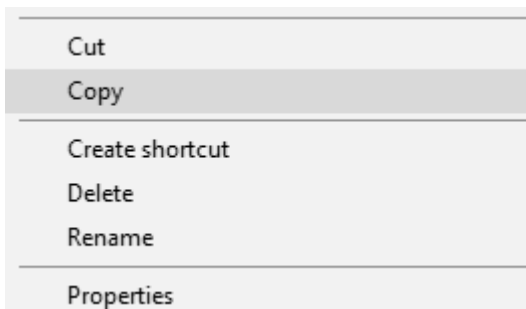 Cut
Copy
Create shortcut
Delete
Rename
Properties